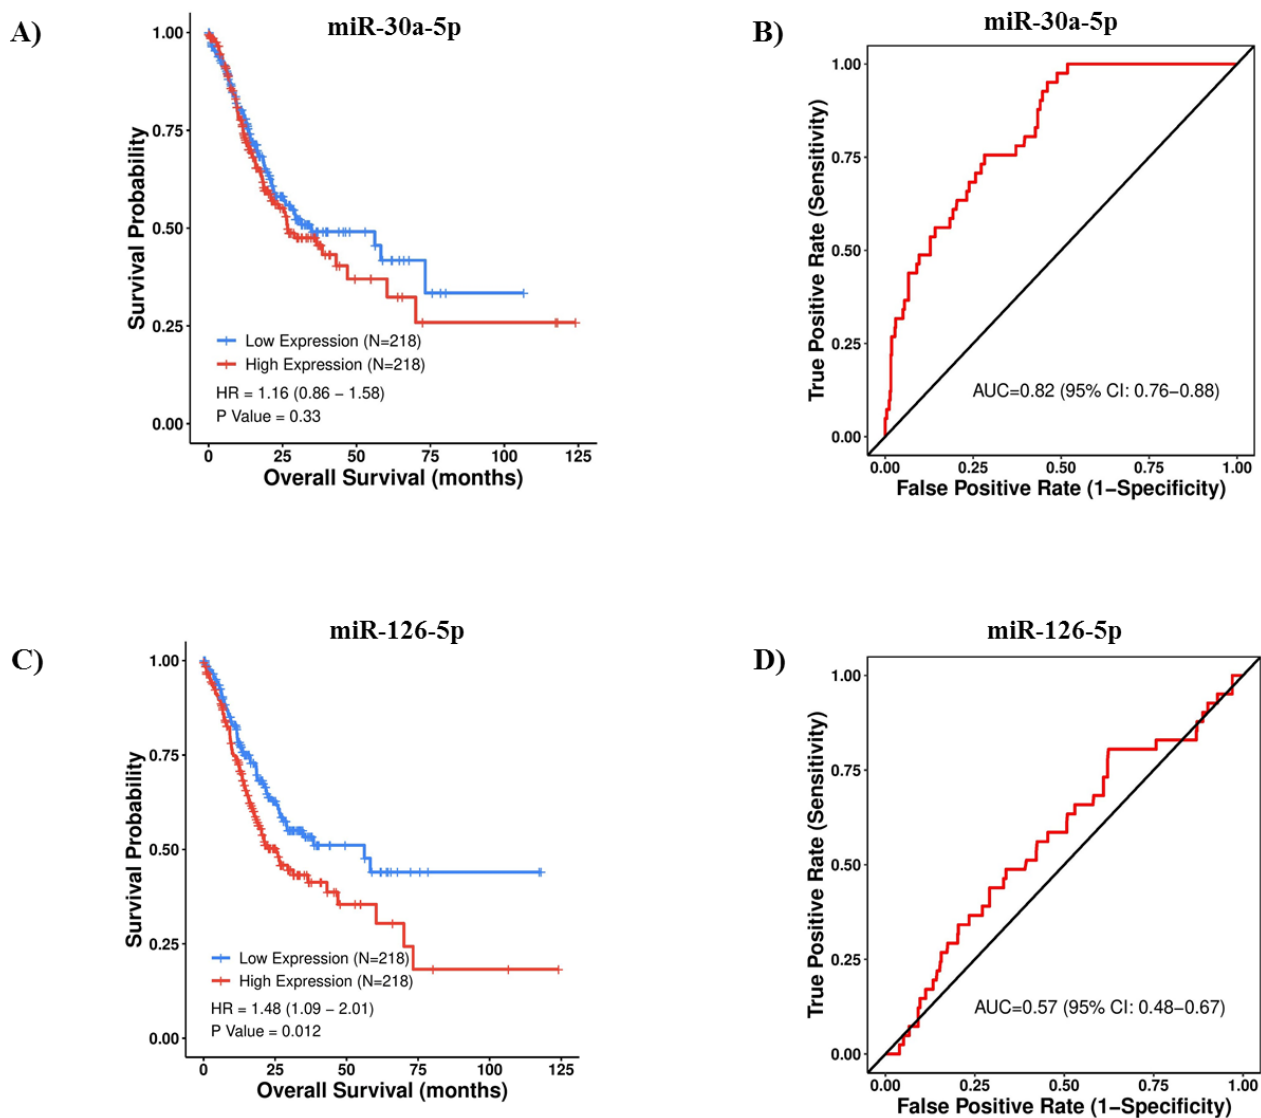 A)
miR-30a-5p
1.00
0.75
0.50
0.25
0.00
Survival Probability
Low Expression (N=218)
High Expression (N=218)
HR = 1.16 (0.86 − 1.58)
P Value = 0.33
0 25 50 75 100 125
Overall Survival (months)
B)
miR-30a-5p
1.00
0.75
0.50
0.25
0.00
True Positive Rate (Sensitivity)
AUC=0.82 (95% CI: 0.76−0.88)
0.00 0.25 0.50 0.75 1.00
False Positive Rate (1−Specificity)
C)
miR-126-5p
1.00
0.75
0.50
0.25
0.00
Survival Probability
Low Expression (N=218)
High Expression (N=218)
HR = 1.48 (1.09 − 2.01)
P Value = 0.012
0 25 50 75 100 125
Overall Survival (months)
D)
miR-126-5p
1.00
0.75
0.50
0.25
0.00
True Positive Rate (Sensitivity)
AUC=0.57 (95% CI: 0.48−0.67)
0.00 0.25 0.50 0.75 1.00
False Positive Rate (1−Specificity)